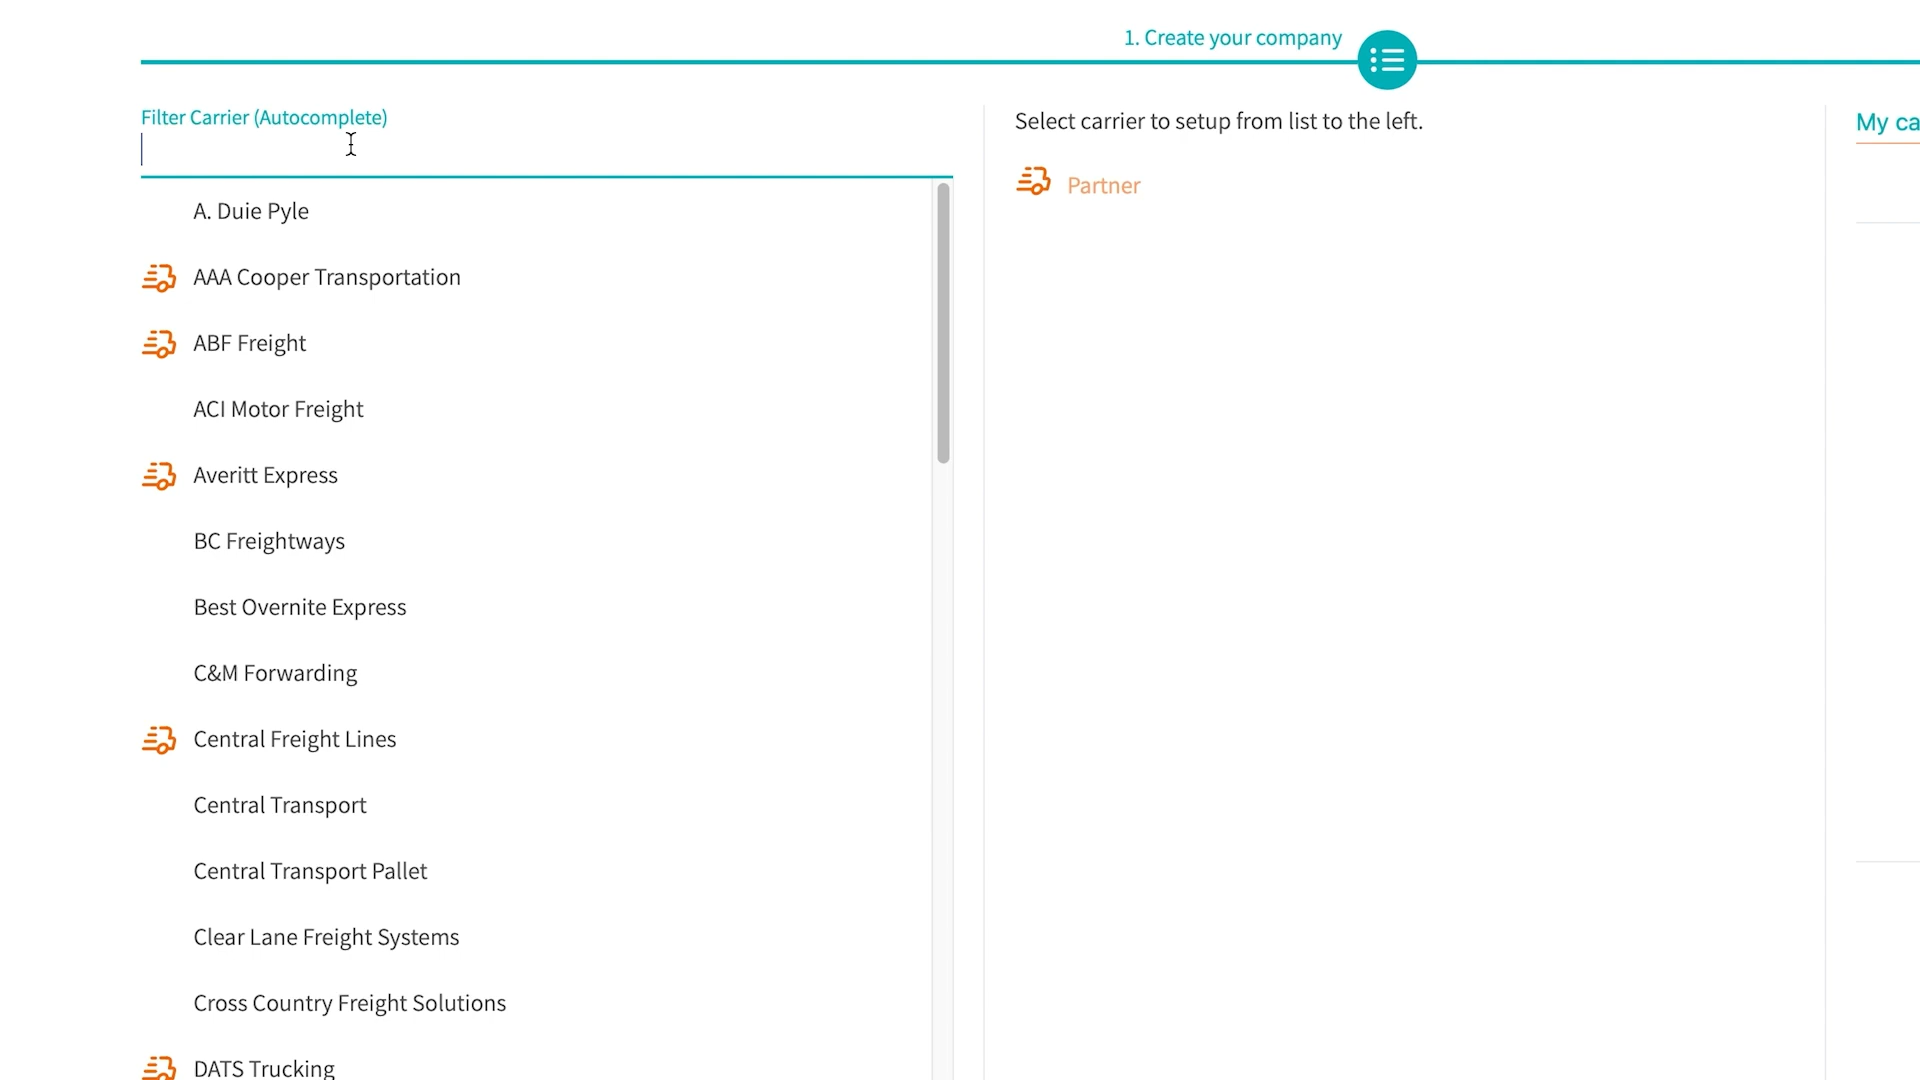 1. Create your company
Filter Carrier (Autocomplete)
A. Duie Pyle
AAA Cooper Transportation
ABF Freight
ACI Motor Freight
Averitt Express
BC Freightways
Best Overnite Express
C&M Forwarding
Central Freight Lines
Central Transport
Central Transport Pallet
Clear Lane Freight Systems
Cross Country Freight Solutions
DATS Trucking
Select carrier to setup from list to the left.
Partner
My ca